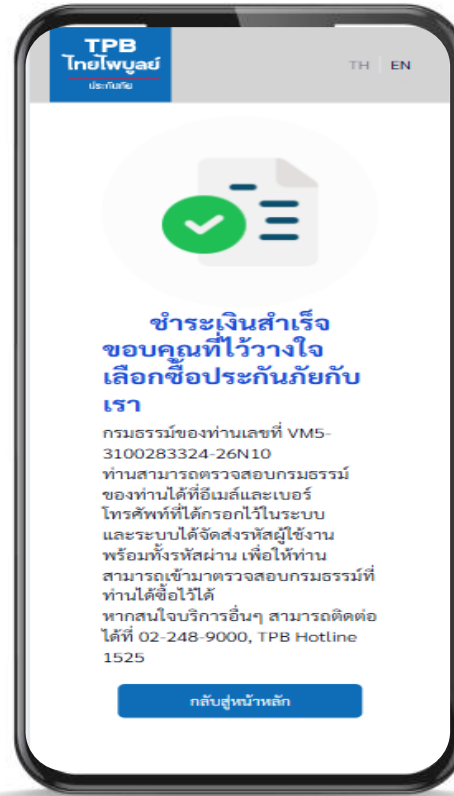 TPB
ไทยไพบูลย์
ประกันภัย
TH EN
ชำระเงินสำเร็จ
ขอบคุณที่ไว้วางใจ
เลือกซื้อประกันภัยกับ
เรา
กรมธรรม์ของท่านเลขที่ VM5-
3100283324-26N10
ท่านสามารถตรวจสอบกรมธรรม์
ของท่านได้ที่อีเมล์และเบอร์
โทรศัพท์ที่ได้กรอกไว้ในระบบ
และระบบได้จัดส่งรหัสผู้ใช้งาน
พร้อมทั้งรหัสผ่าน เพื่อให้ท่าน
สามารถเข้ามาตรวจสอบกรมธรรม์ที่
ท่านได้ซื้อไว้ได้
หากสนใจบริการอื่นๆ สามารถติดต่อ
ได้ที่ 02-248-9000, TPB Hotline
1525
กลับสู่หน้าหลัก